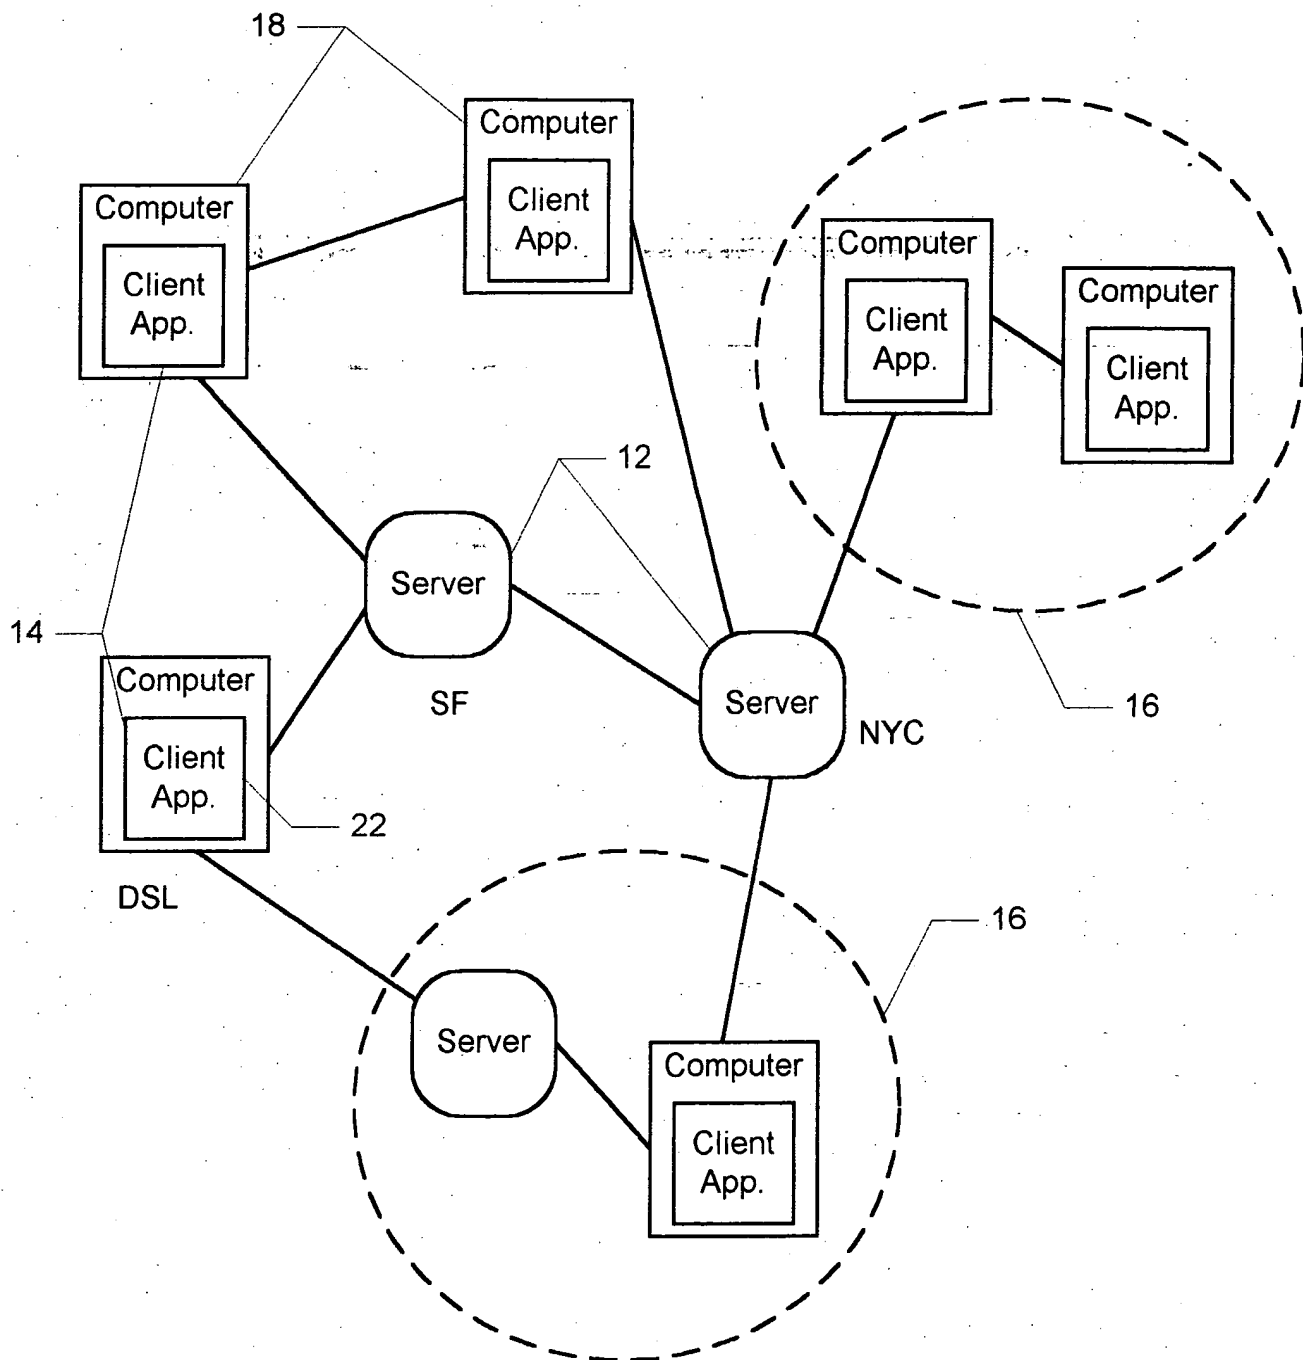 18
Computer
Client
App.
Computer
Client
App.
Computer
Client
App.
Computer
Client
App.
12
Server
SF
14
Computer
Client
App.
22
DSL
Server
NYC
16
16
Server
Computer
Client
App.